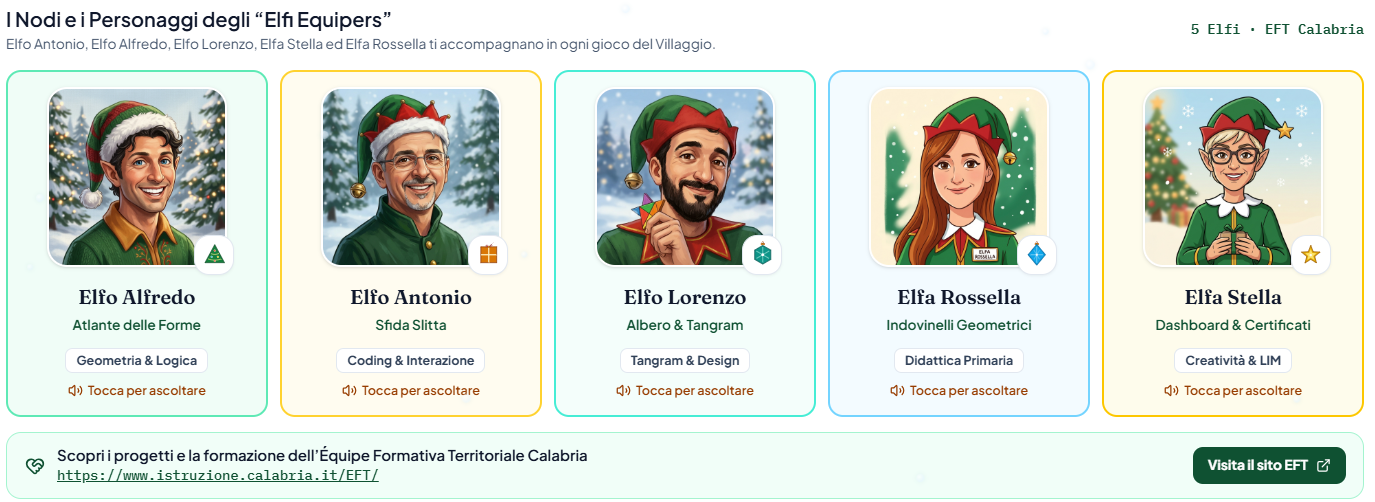 I Nodi e i Personaggi degli “Elfi Equipers”
Elfo Antonio, Elfo Alfredo, Elfo Lorenzo, Elfa Stella ed Elfa Rossella ti accompagnano in ogni gioco del Villaggio.
5 Elfi · EFT Calabria
Elfo Alfredo
Atlante delle Forme
Geometria & Logica
Tocca per ascoltare
Elfo Antonio
Sfida Slitta
Coding & Interazione
Tocca per ascoltare
Elfo Lorenzo
Albero & Tangram
Tangram & Design
Tocca per ascoltare
ELFA
ROSSELLA
Elfa Rossella
Indovinelli Geometrici
Didattica Primaria
Tocca per ascoltare
Elfa Stella
Dashboard & Certificati
Creatività & LIM
Tocca per ascoltare
Scopri i progetti e la formazione dell’Équipe Formativa Territoriale Calabria
https://www.istruzione.calabria.it/EFT/
Visita il sito EFT